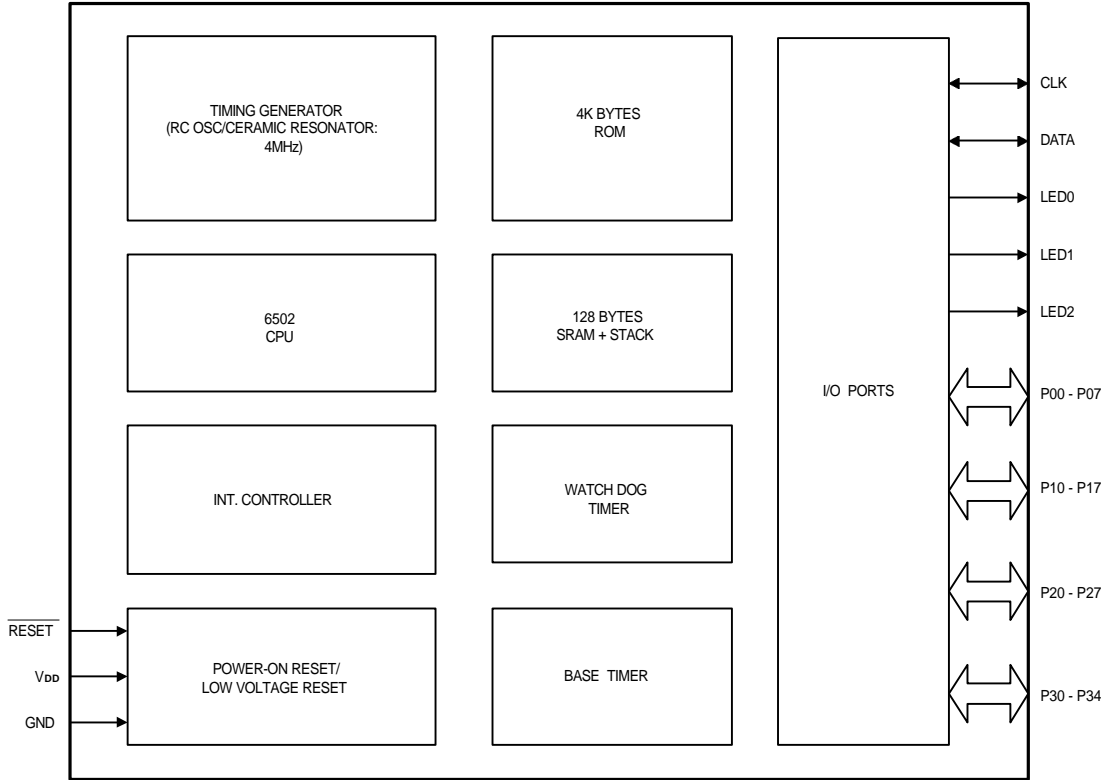 TIMING GENERATOR
(RC OSC/CERAMIC RESONATOR:
4MHz)
4K BYTES
ROM
6502
CPU
128 BYTES
SRAM + STACK
INT. CONTROLLER
WATCH DOG
TIMER
POWER-ON RESET/
LOW VOLTAGE RESET
BASE TIMER
I/O PORTS
RESET
VDD
GND
CLK
DATA
LED0
LED1
LED2
P00 - P07
P10 - P17
P20 - P27
P30 - P34